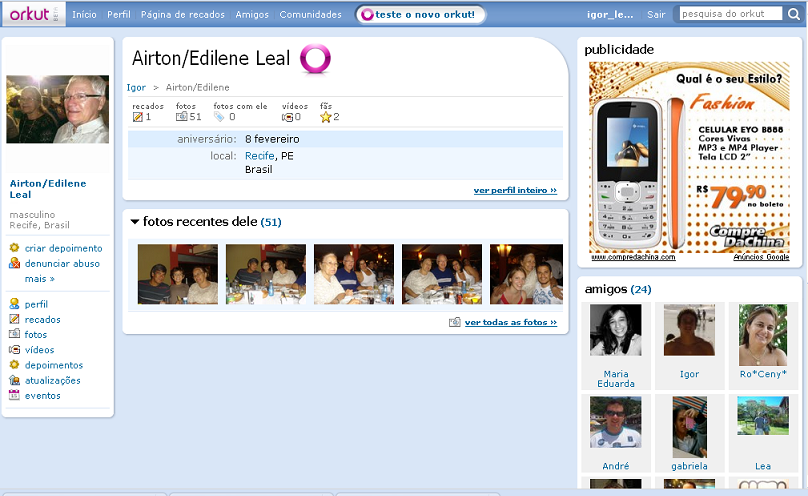 orkut BETA
Início Perfil Página de recados Amigos Comunidades teste o novo orkut! igor_le... Sair pesquisa do orkut
Airton/Edilene Leal
Igor > Airton/Edilene
recados fotos fotos com ele vídeos fãs
1 51 0 0 2
aniversário: 8 fevereiro
local: Recife, PE
Brasil
ver perfil inteiro ››
Airton/Edilene
Leal
masculino
Recife, Brasil
criar depoimento
denunciar abuso
mais »
perfil
recados
fotos
vídeos
depoimentos
atualizações
eventos
fotos recentes dele (51)
ver todas as fotos ››
publicidade
Qual é o seu Estilo?
Fashion
CELULAR EYO B888
Cores Vivas
MP3 e MP4 Player
Tela LCD 2"
R$ 79,90
no boleto
Compre
DaChina
www.compredachina.com Anúncios Google
amigos (24)
Maria
Eduarda
Igor
Ro*Ceny*
André
gabriela
Lea